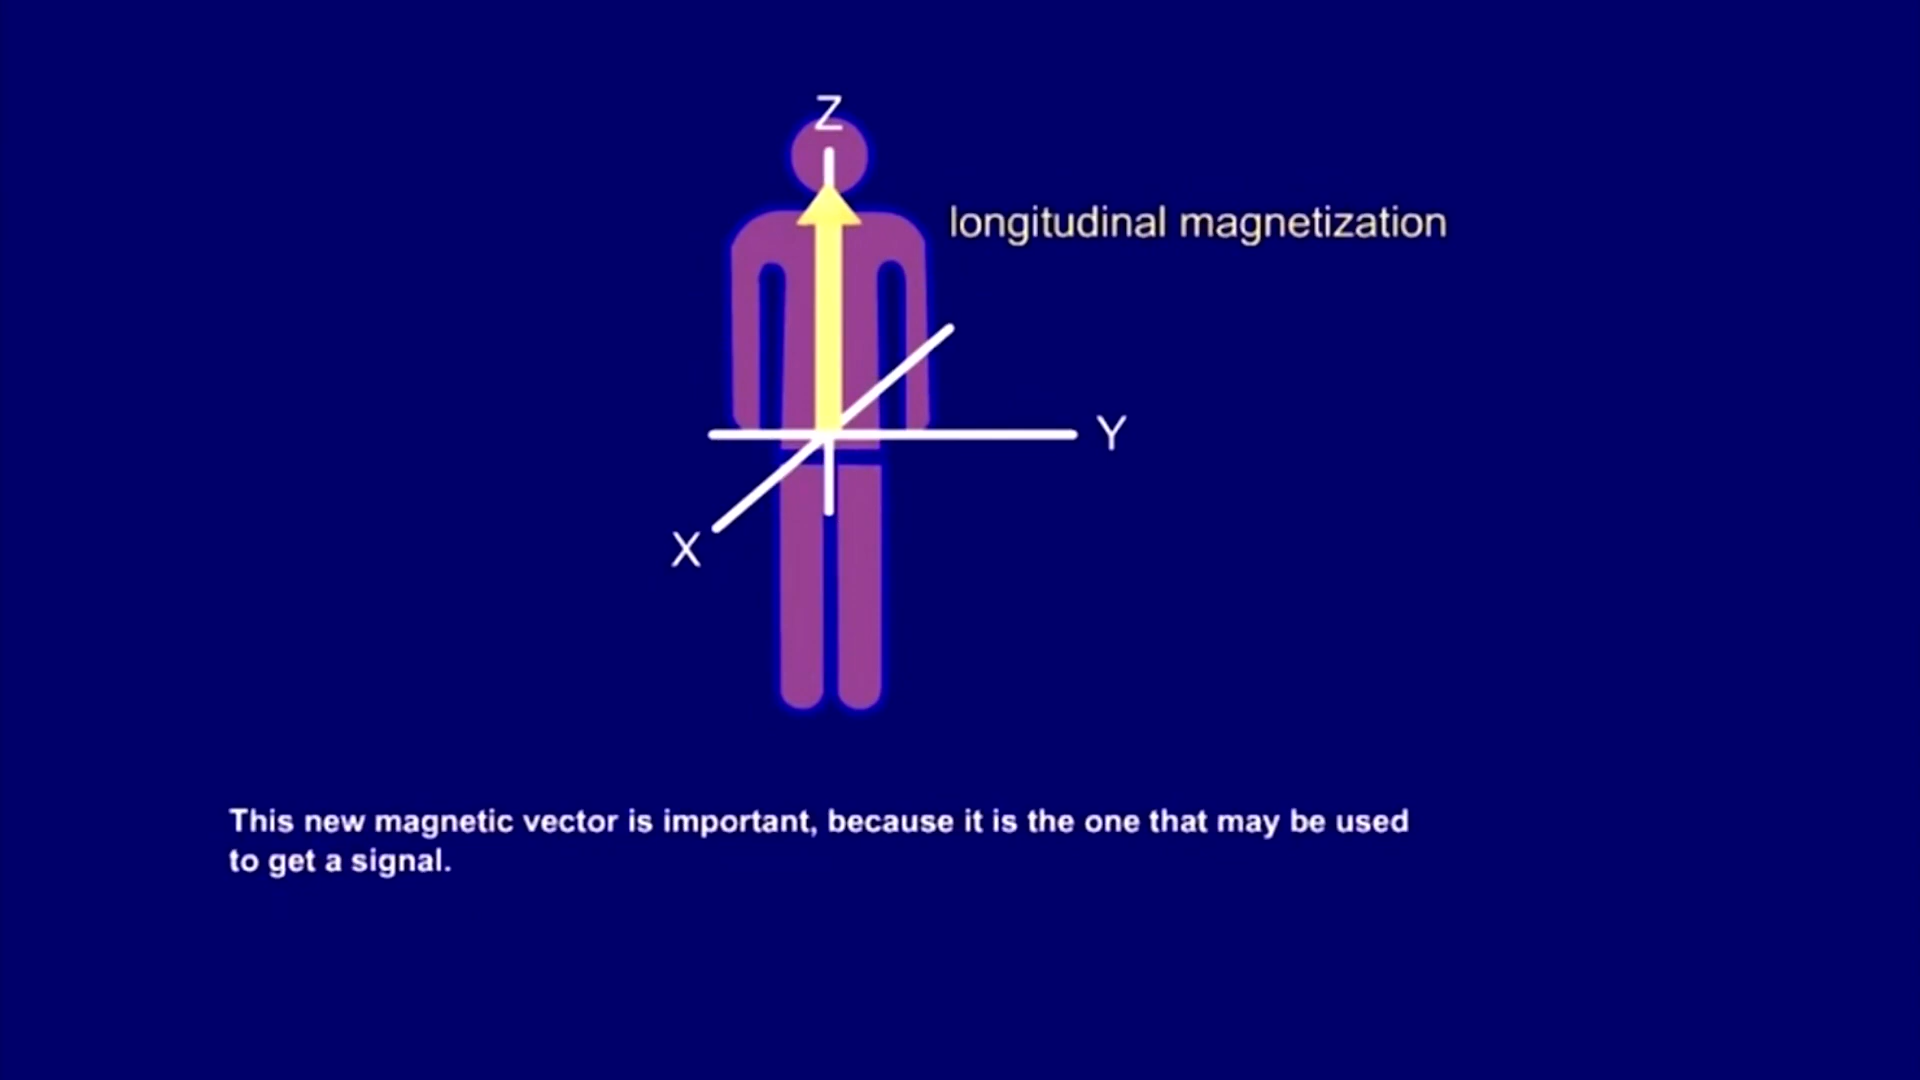 Z
longitudinal magnetization
Y
X
This new magnetic vector is important, because it is the one that may be used
to get a signal.